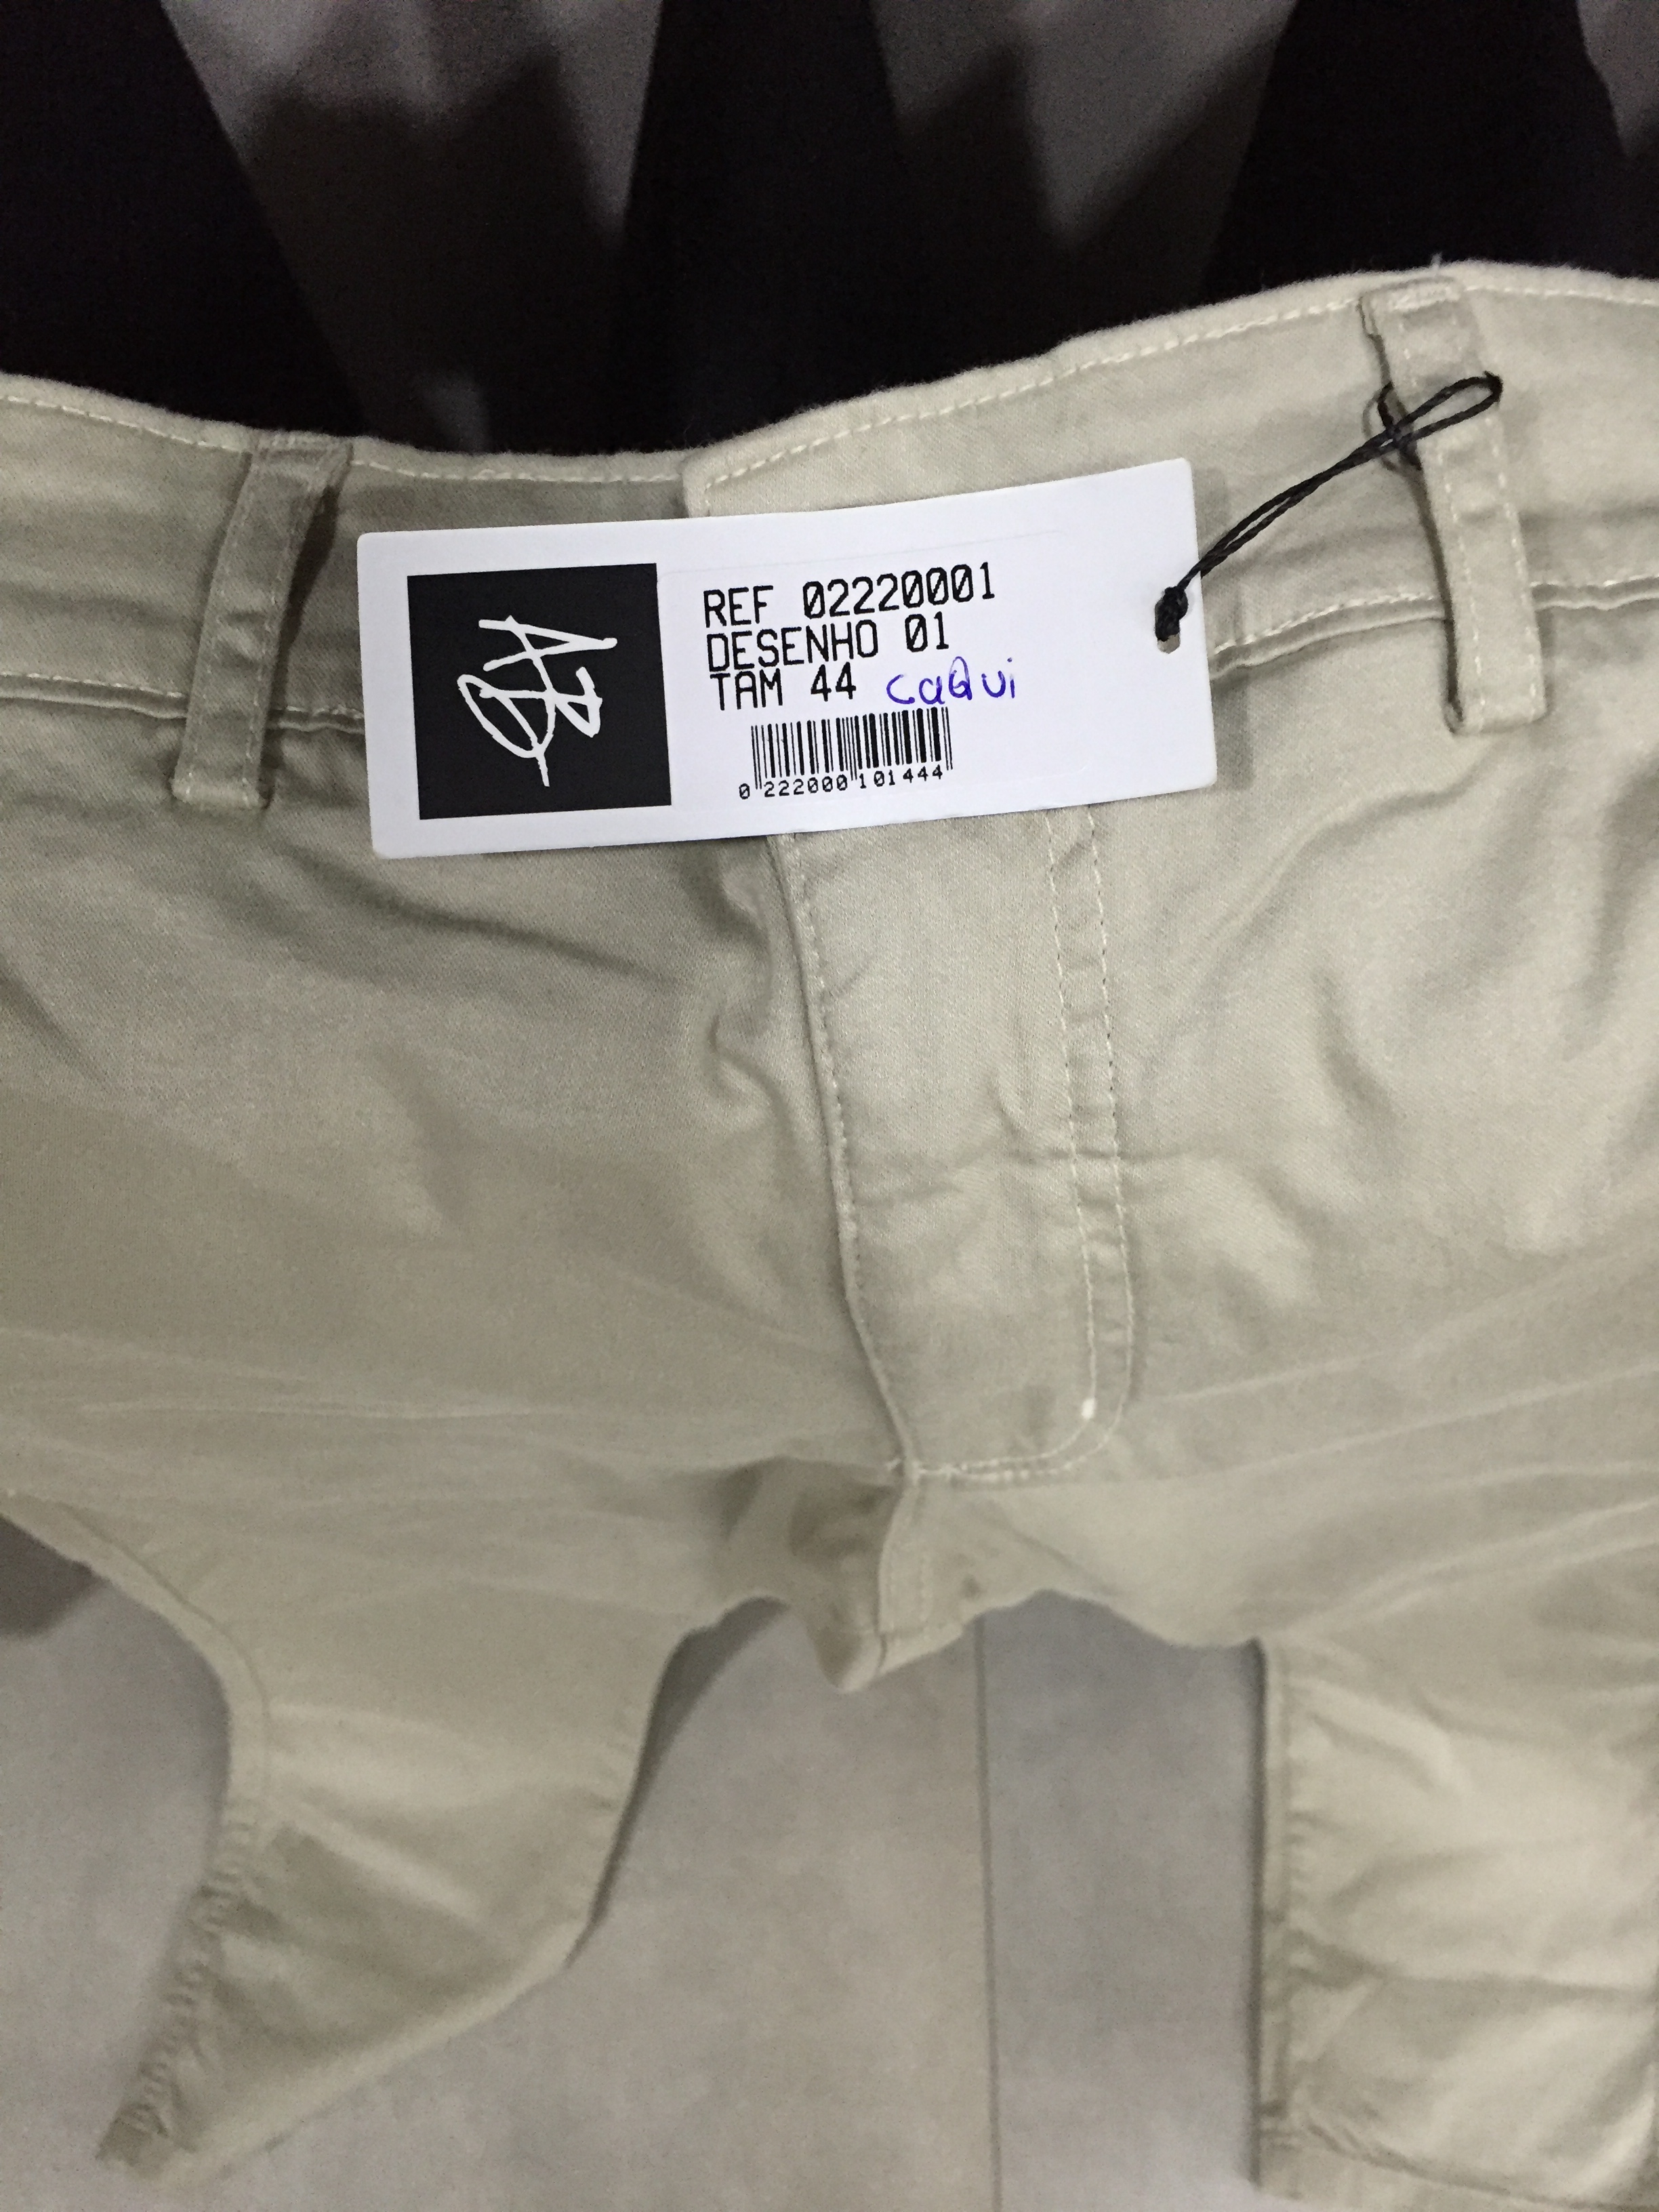 REF 02220001
DESENHO 01
TAM 44 caQui
0 222000 101444